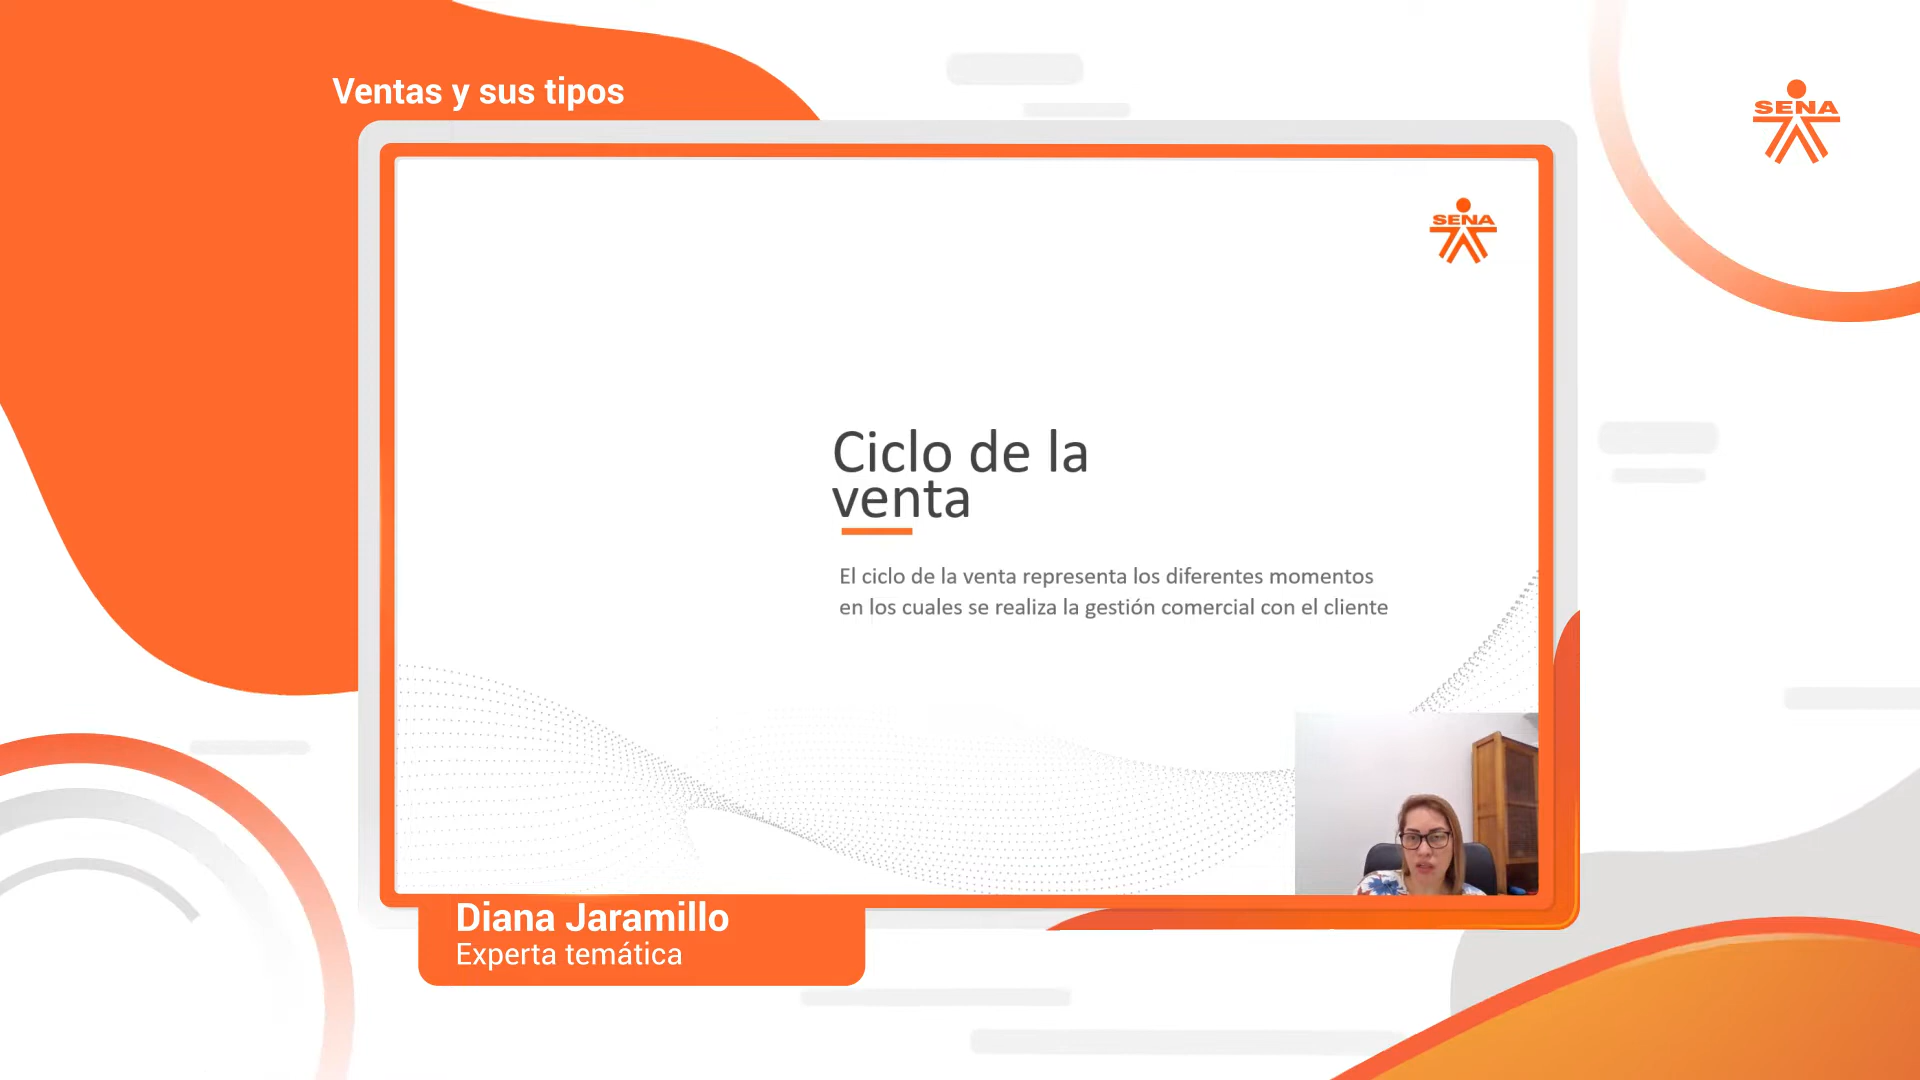 Ventas y sus tipos
SENA
SENA
Ciclo de la
venta
El ciclo de la venta representa los diferentes momentos
en los cuales se realiza la gestión comercial con el cliente
Diana Jaramillo
Experta temática